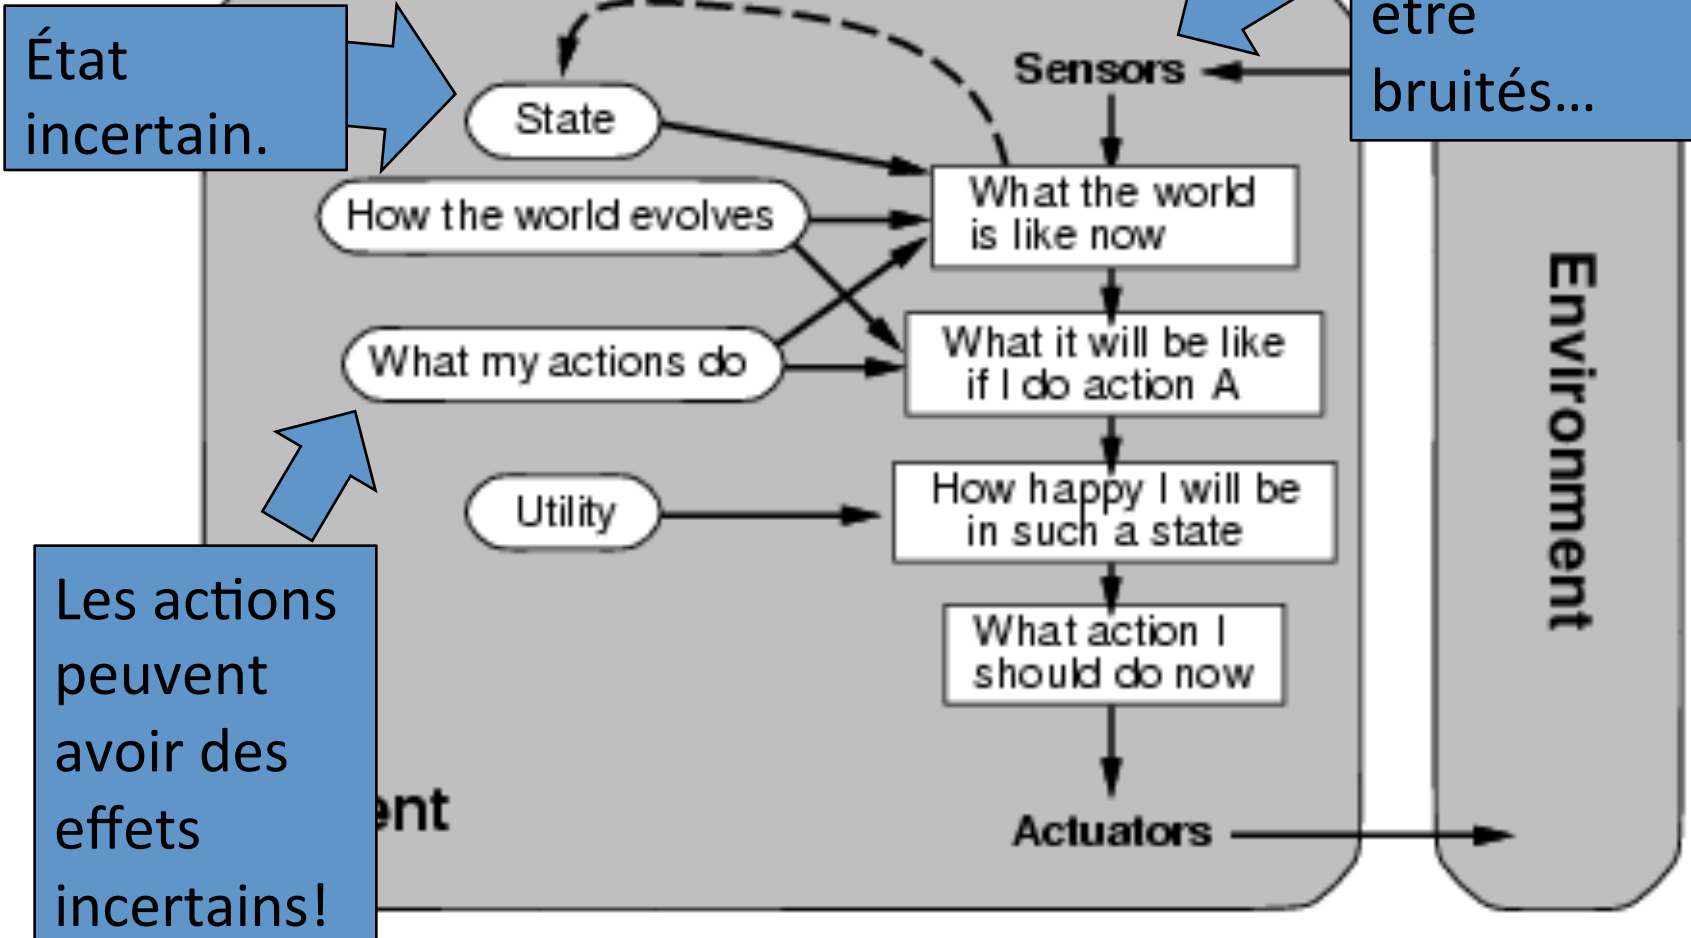 État
incertain.
être
bruités...
Sensors
State
What the world
is like now
How the world evolves
What it will be like
if I do action A
What my actions do
How happy I will be
in such a state
Utility
What action I
should do now
Les actions
peuvent
avoir des
effets
incertains!
ent
Actuators
Environment